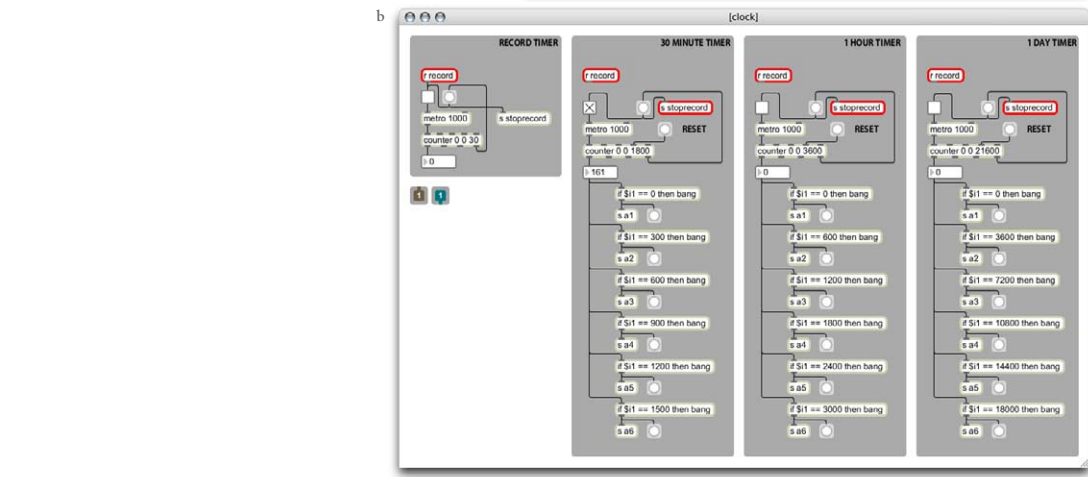 b
[clock]
RECORD TIMER
r record
metro 1000
s stoprecord
counter 0 0 30
0
1
1
30 MINUTE TIMER
r record
s stoprecord
metro 1000
RESET
counter 0 0 1800
161
if $i1 == 0 then bang
s a1
if $i1 == 300 then bang
s a2
if $i1 == 600 then bang
s a3
if $i1 == 900 then bang
s a4
if $i1 == 1200 then bang
s a5
if $i1 == 1500 then bang
s a6
1 HOUR TIMER
r record
s stoprecord
metro 1000
RESET
counter 0 0 3600
0
if $i1 == 0 then bang
s a1
if $i1 == 600 then bang
s a2
if $i1 == 1200 then bang
s a3
if $i1 == 1800 then bang
s a4
if $i1 == 2400 then bang
s a5
if $i1 == 3000 then bang
s a6
1 DAY TIMER
r record
s stoprecord
metro 1000
RESET
counter 0 0 21600
0
if $i1 == 0 then bang
s a1
if $i1 == 3600 then bang
s a2
if $i1 == 7200 then bang
s a3
if $i1 == 10800 then bang
s a4
if $i1 == 14400 then bang
s a5
if $i1 == 18000 then bang
s a6